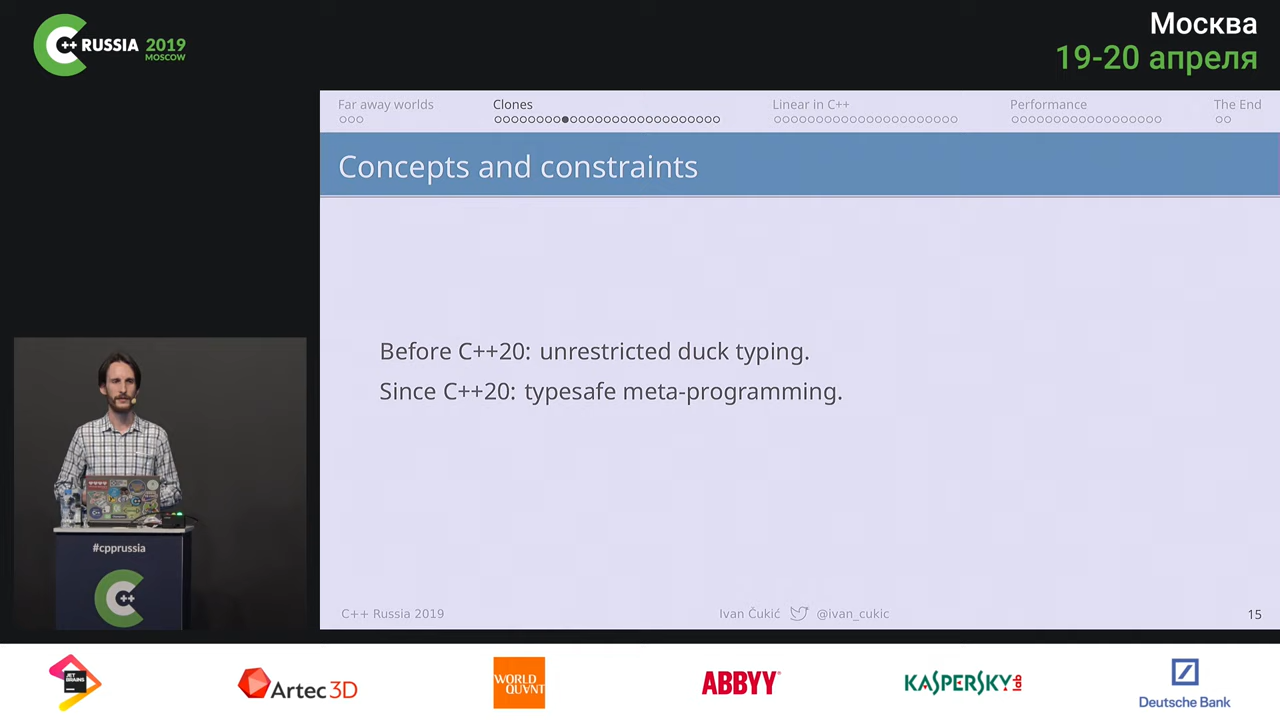 C++ RUSSIA 2019
MOSCOW
Москва
19-20 апреля
Far away worlds
Clones
Linear in C++
Performance
The End
Concepts and constraints
Before C++20: unrestricted duck typing.
Since C++20: typesafe meta-programming.
#cpprussia
C++
C++ Russia 2019
Ivan Čukić
@ivan_cukic
15
JET
BRAINS
Artec 3D
WORLD
QUANT
ABBYY
KASPERSKY lab
Deutsche Bank